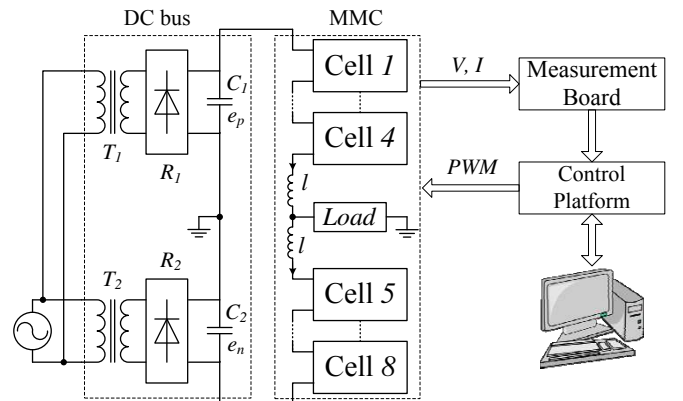 DC bus
MMC
T1
R1
C1
ep
Cell 1
Cell 4
l
Load
l
V, I
Measurement
Board
PWM
Control
Platform
T2
R2
C2
en
Cell 5
Cell 8